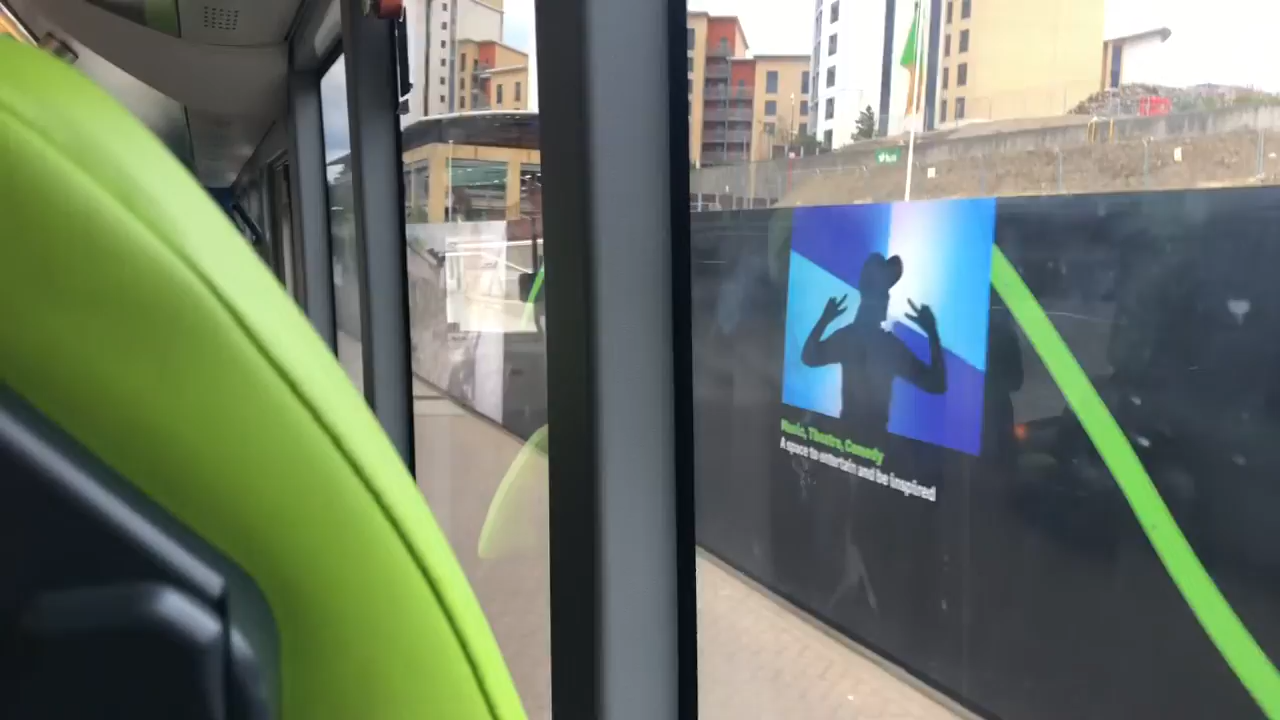 Music, Theatre, Comedy
A space to entertain and be inspired